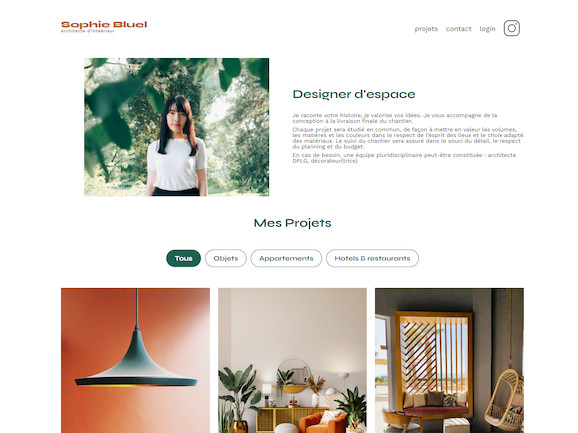 Sophie Bluel
Architecte d'intérieur
projets contact login
Designer d'espace
Je raconte votre histoire, je valorise vos idées. Je vous accompagne de la
conception à la livraison finale du chantier.
Chaque projet sera étudié en commun, de façon à mettre en valeur les volumes,
les matières et les couleurs dans le respect de l'esprit des lieux et le choix adapté
des matériaux. Le suivi du chantier sera assuré dans le souci du détail, le respect
du planning et du budget.
En cas de besoin, une équipe pluridisciplinaire peut-être constituée : architecte
DPLG, décorateur(trice)
Mes Projets
Tous Objets Appartements Hotels & restaurants